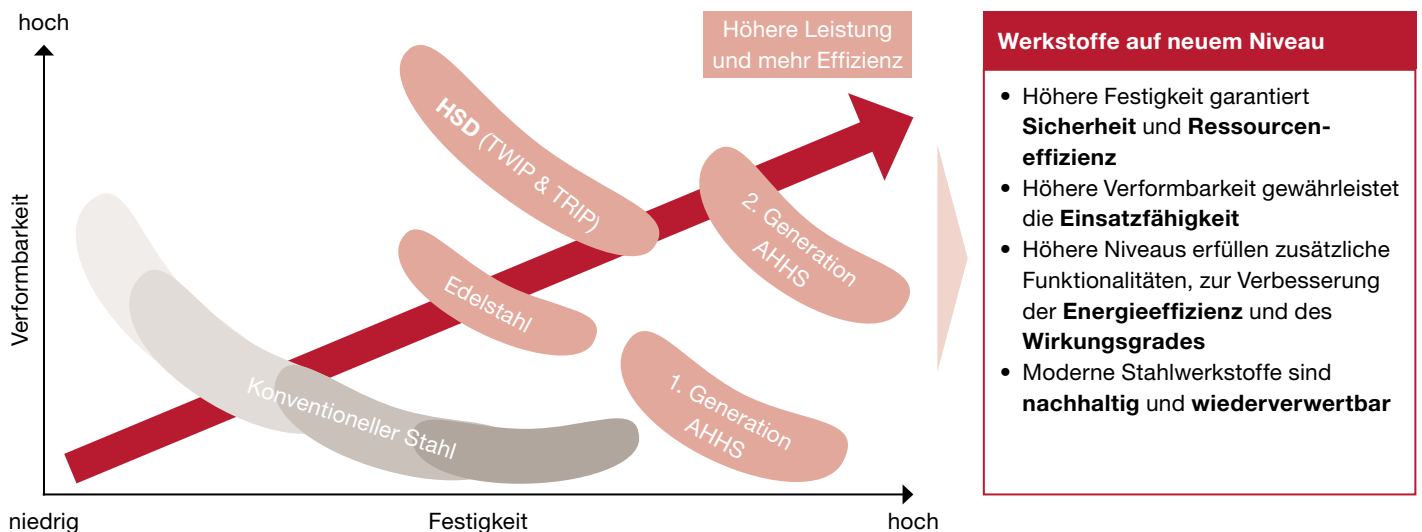 hoch
Verformbarkeit
niedrig
Festigkeit
hoch
Höhere Leistung
und mehr Effizienz
HSD (TWIP & TRIP)
2. Generation
AHHS
Edelstahl
1. Generation
AHHS
Konventioneller Stahl
Werkstoffe auf neuem Niveau
• Höhere Festigkeit garantiert
Sicherheit und Ressourcen-
effizienz
• Höhere Verformbarkeit gewährleistet
die Einsatzfähigkeit
• Höhere Niveaus erfüllen zusätzliche
Funktionalitäten, zur Verbesserung
der Energieeffizienz und des
Wirkungsgrades
• Moderne Stahlwerkstoffe sind
nachhaltig und wiederverwertbar